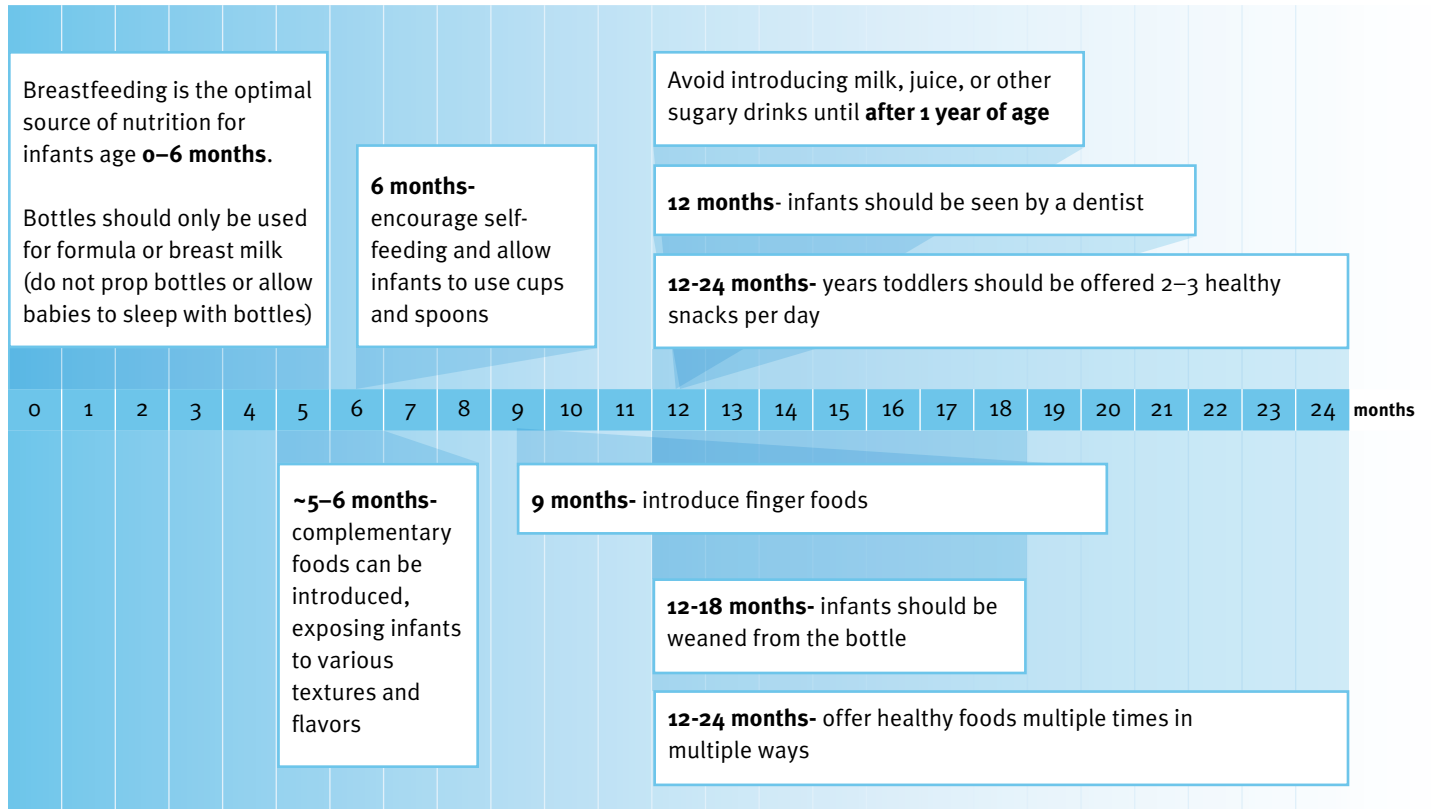 Breastfeeding is the optimal
source of nutrition for
infants age 0–6 months.
Bottles should only be used
for formula or breast milk
(do not prop bottles or allow
babies to sleep with bottles)
6 months-
encourage self-
feeding and allow
infants to use cups
and spoons
Avoid introducing milk, juice, or other
sugary drinks until after 1 year of age
12 months- infants should be seen by a dentist
12-24 months- years toddlers should be offered 2–3 healthy
snacks per day
0 1 2 3 4 5 6 7 8 9 10 11 12 13 14 15 16 17 18 19 20 21 22 23 24 months
~5–6 months-
complementary
foods can be
introduced,
exposing infants
to various
textures and
flavors
9 months- introduce finger foods
12-18 months- infants should be
weaned from the bottle
12-24 months- offer healthy foods multiple times in
multiple ways